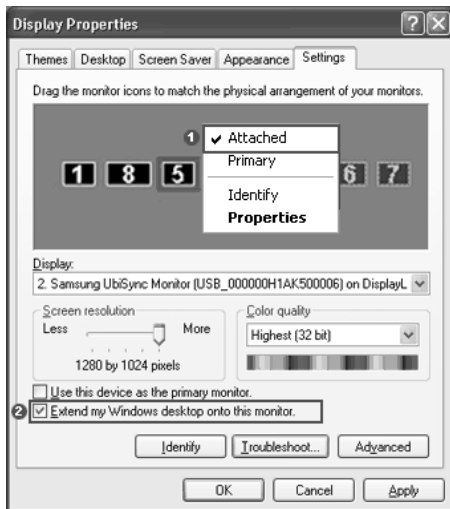 Display Properties
Themes Desktop Screen Saver Appearance Settings
Drag the monitor icons to match the physical arrangement of your monitors.
1 ✓ Attached
Primary
1 8 5 6 7
Identify
Properties
Display:
2. Samsung UbiSync Monitor (USB_000000H1AK500006) on DisplayL
Screen resolution Color quality
Less More Highest (32 bit)
1280 by 1024 pixels
Use this device as the primary monitor.
2 Extend my Windows desktop onto this monitor.
Identify Troubleshoot... Advanced
OK Cancel Apply